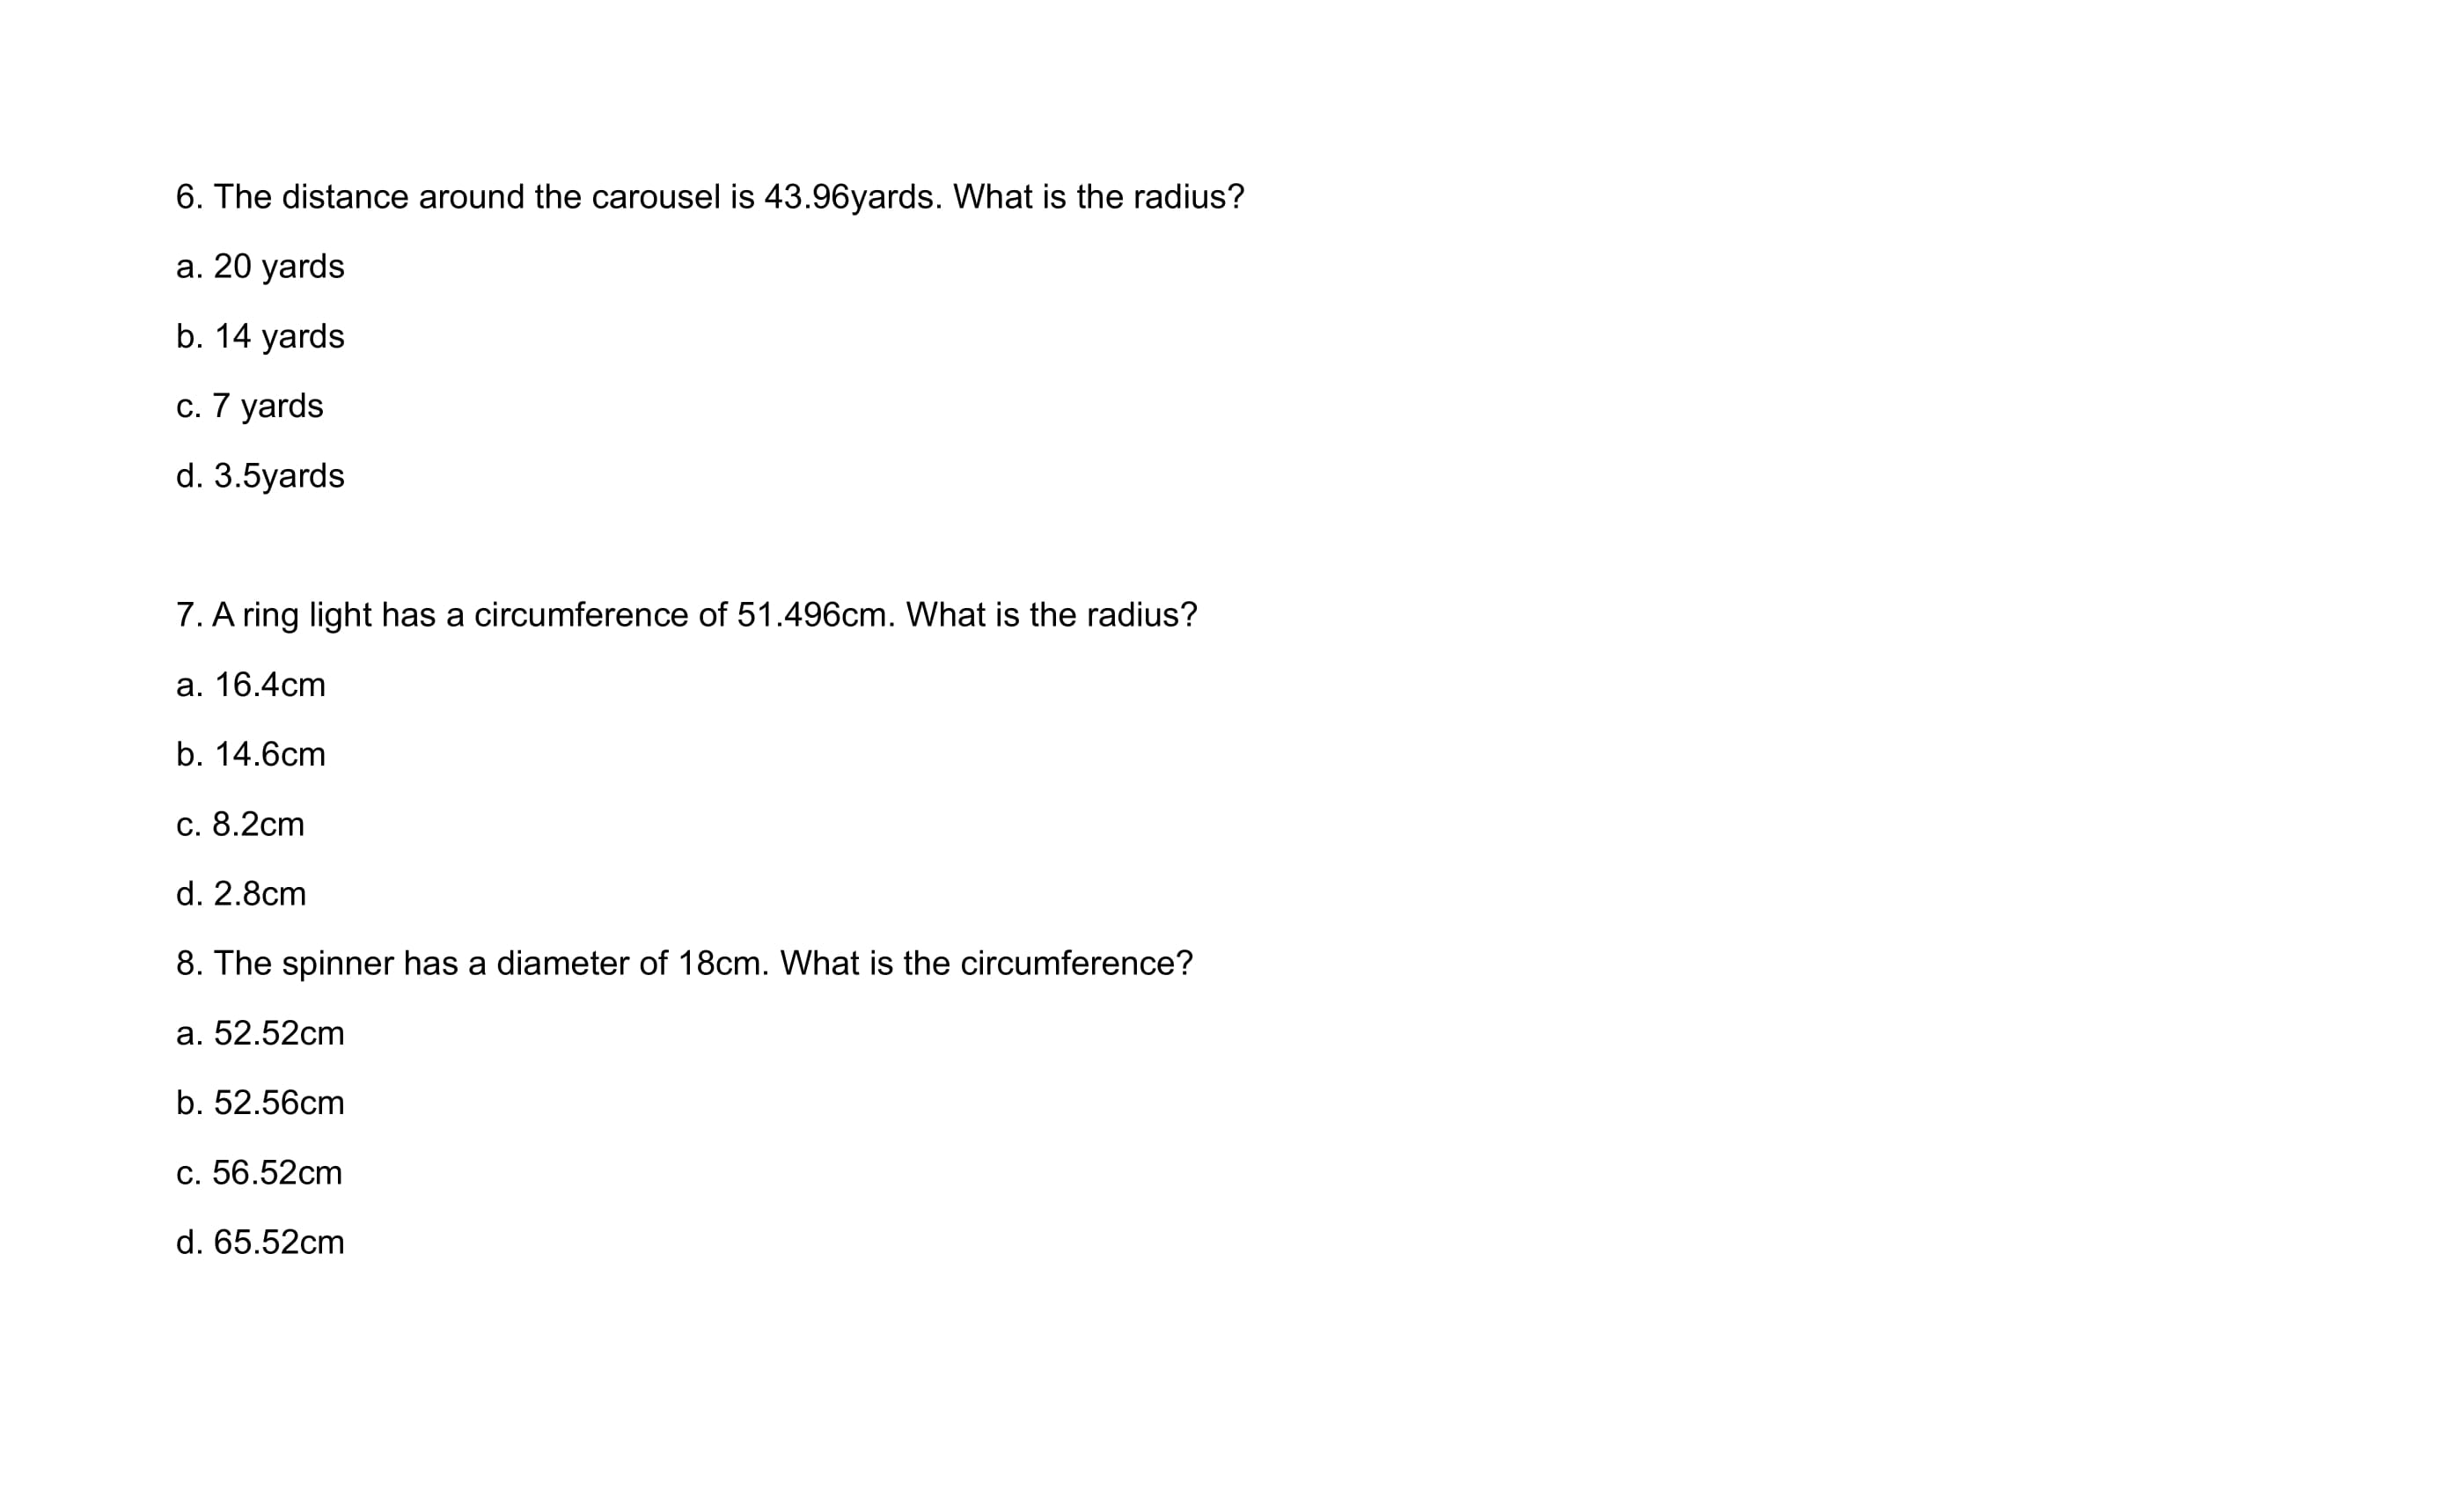 6. The distance around the carousel is 43.96yards. What is the radius?
a. 20 yards
b. 14 yards
c. 7 yards
d. 3.5yards
7. A ring light has a circumference of 51.496cm. What is the radius?
a. 16.4cm
b. 14.6cm
c. 8.2cm
d. 2.8cm
8. The spinner has a diameter of 18cm. What is the circumference?
a. 52.52cm
b. 52.56cm
c. 56.52cm
d. 65.52cm